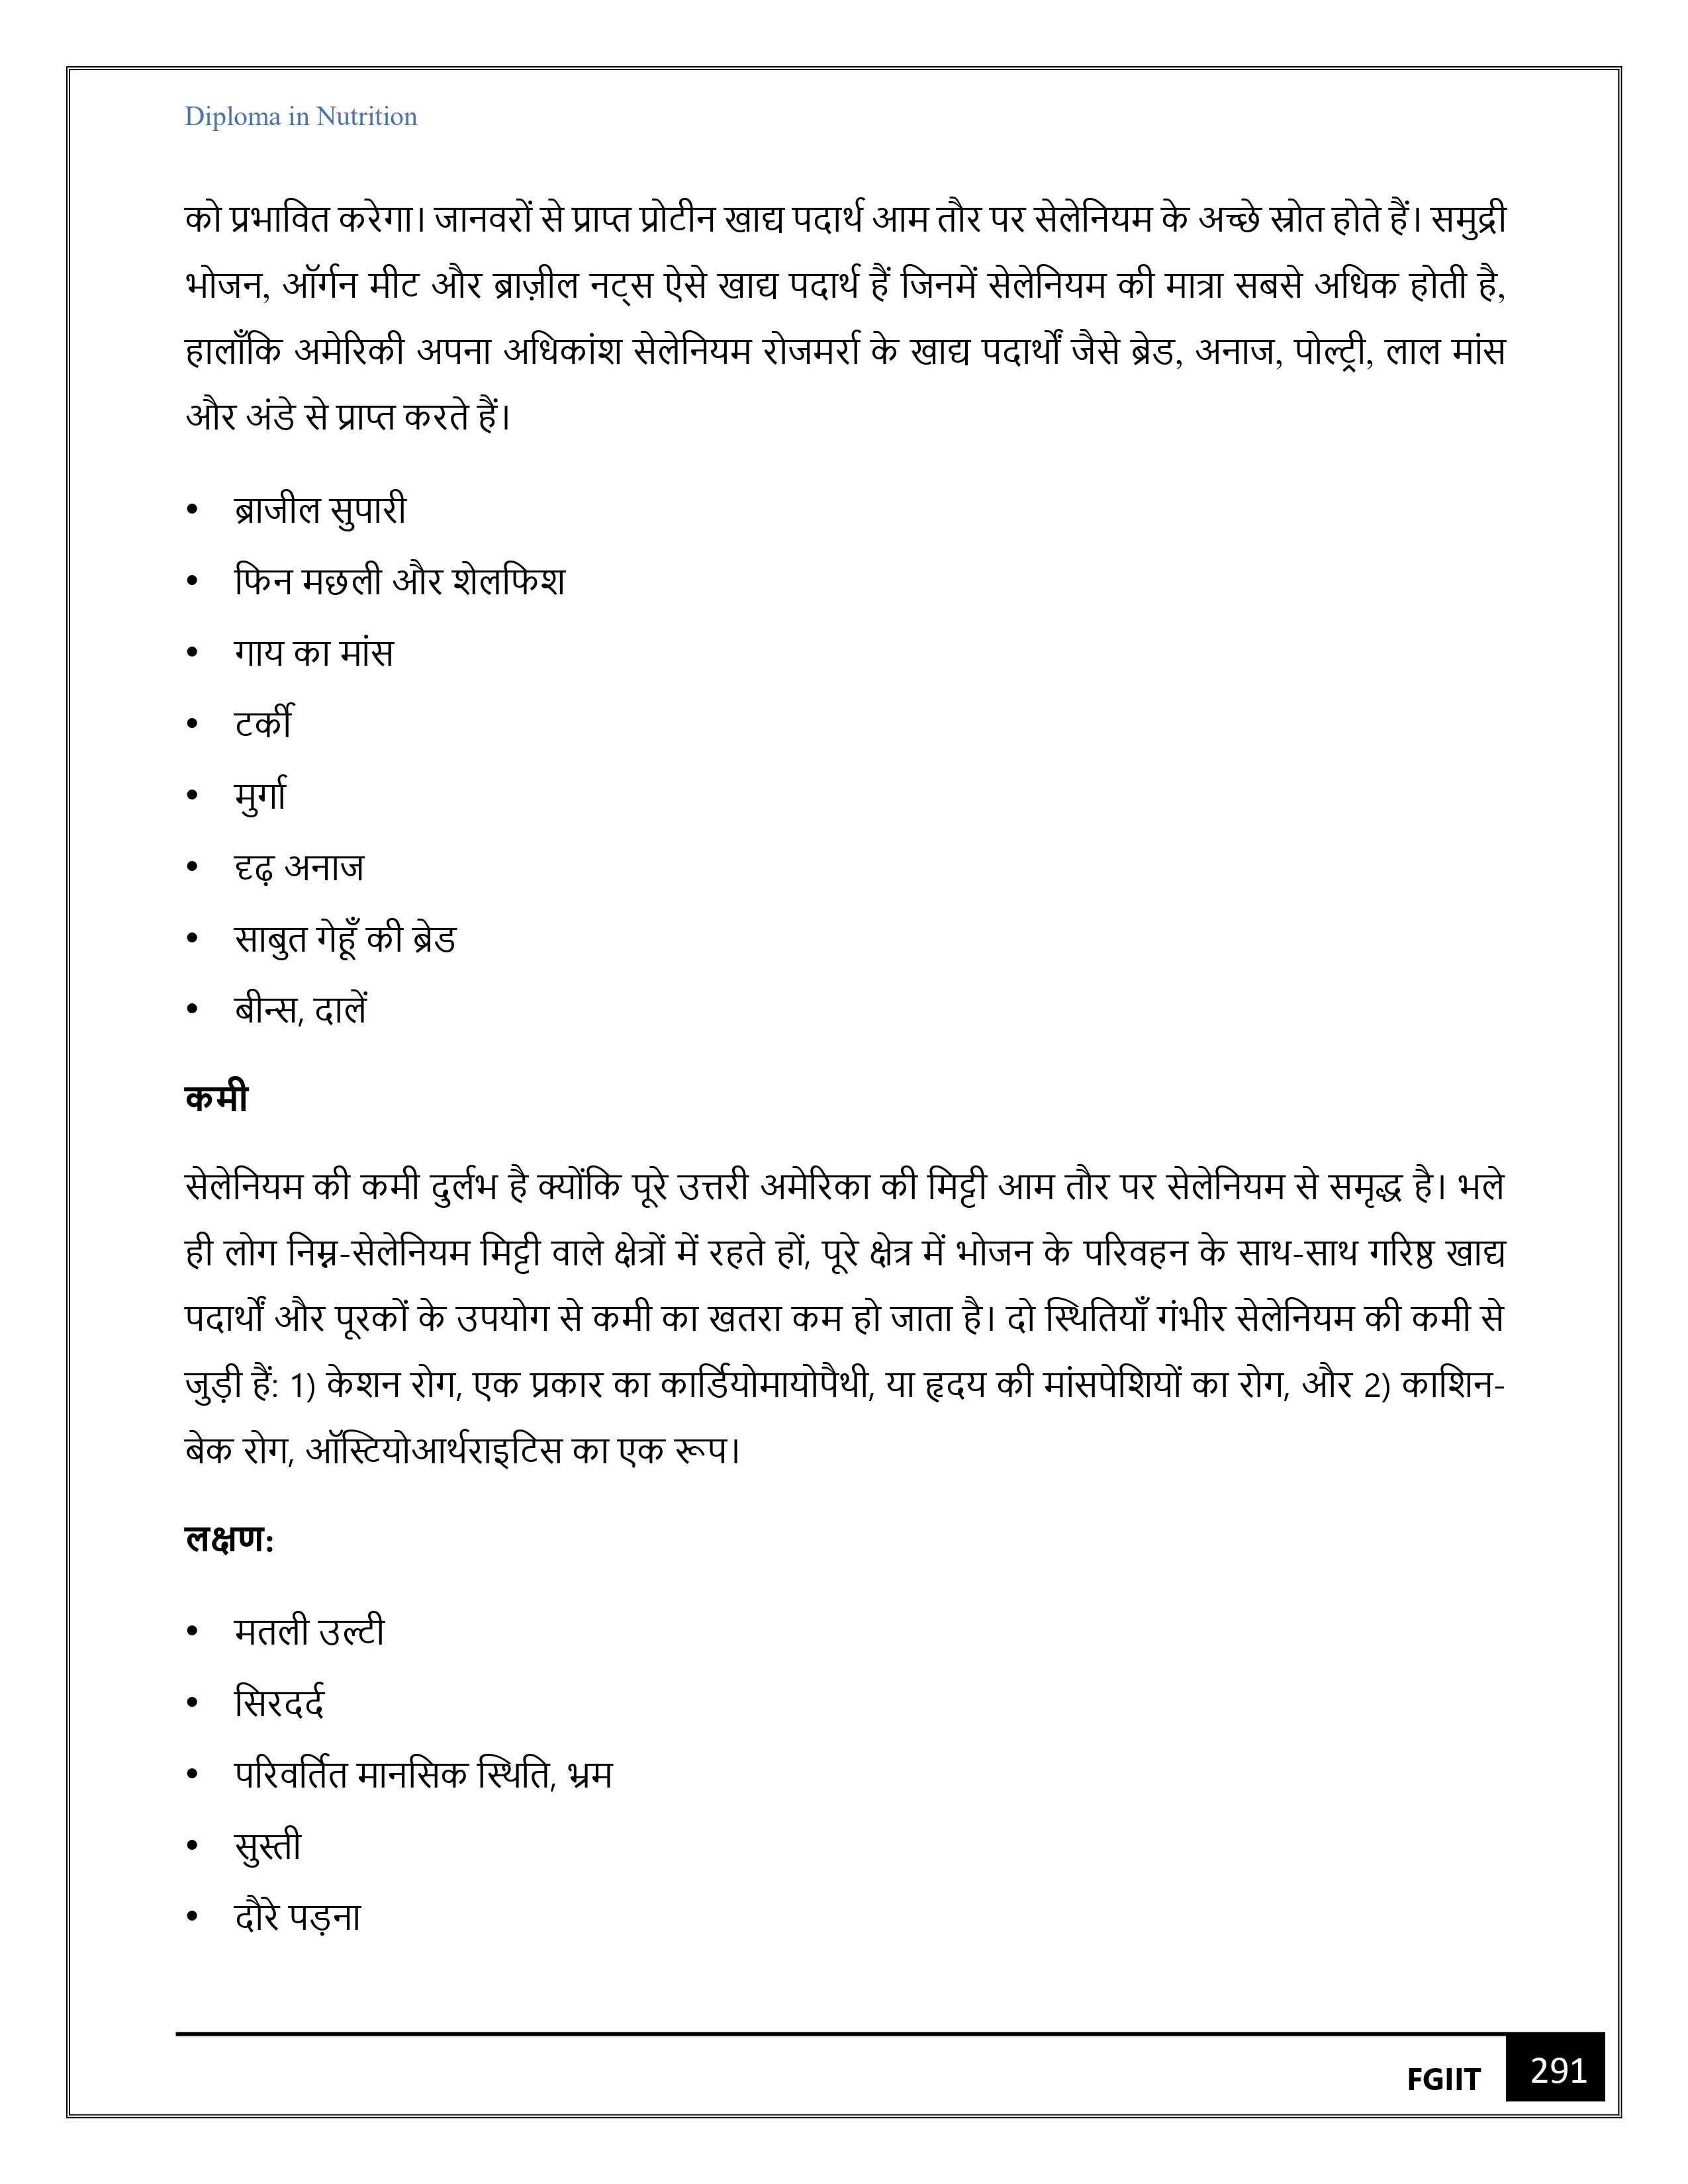 Diploma in Nutrition
को प्रभावित करेगा। जानवरों से प्राप्त प्रोटीन खाद्य पदार्थ आम तौर पर सेलेनियम के अच्छे स्रोत होते हैं। समुद्री
भोजन, ऑर्गन मीट और ब्राज़ील नट्स ऐसे खाद्य पदार्थ हैं जिनमें सेलेनियम की मात्रा सबसे अधिक होती है,
हालाँकि अमेरिकी अपना अधिकांश सेलेनियम रोजमर्रा के खाद्य पदार्थों जैसे ब्रेड, अनाज, पोल्ट्री, लाल मांस
और अंडे से प्राप्त करते हैं।
• ब्राजील सुपारी
• फिन मछली और शेलफिश
• गाय का मांस
• टर्की
• मुर्गा
• दृढ़ अनाज
• साबुत गेहूँ की ब्रेड
• बीन्स, दालें
कमी
सेलेनियम की कमी दुर्लभ है क्योंकि पूरे उत्तरी अमेरिका की मिट्टी आम तौर पर सेलेनियम से समृद्ध है। भले
ही लोग निम्न-सेलेनियम मिट्टी वाले क्षेत्रों में रहते हों, पूरे क्षेत्र में भोजन के परिवहन के साथ-साथ गरिष्ठ खाद्य
पदार्थों और पूरकों के उपयोग से कमी का खतरा कम हो जाता है। दो स्थितियाँ गंभीर सेलेनियम की कमी से
जुड़ी हैं: 1) केशन रोग, एक प्रकार का कार्डियोमायोपैथी, या हृदय की मांसपेशियों का रोग, और 2) काशिन-
बेक रोग, ऑस्टियोआर्थराइटिस का एक रूप।
लक्षण:
• मतली उल्टी
• सिरदर्द
• परिवर्तित मानसिक स्थिति, भ्रम
• सुस्ती
• दौरे पड़ना
FGIIT 291